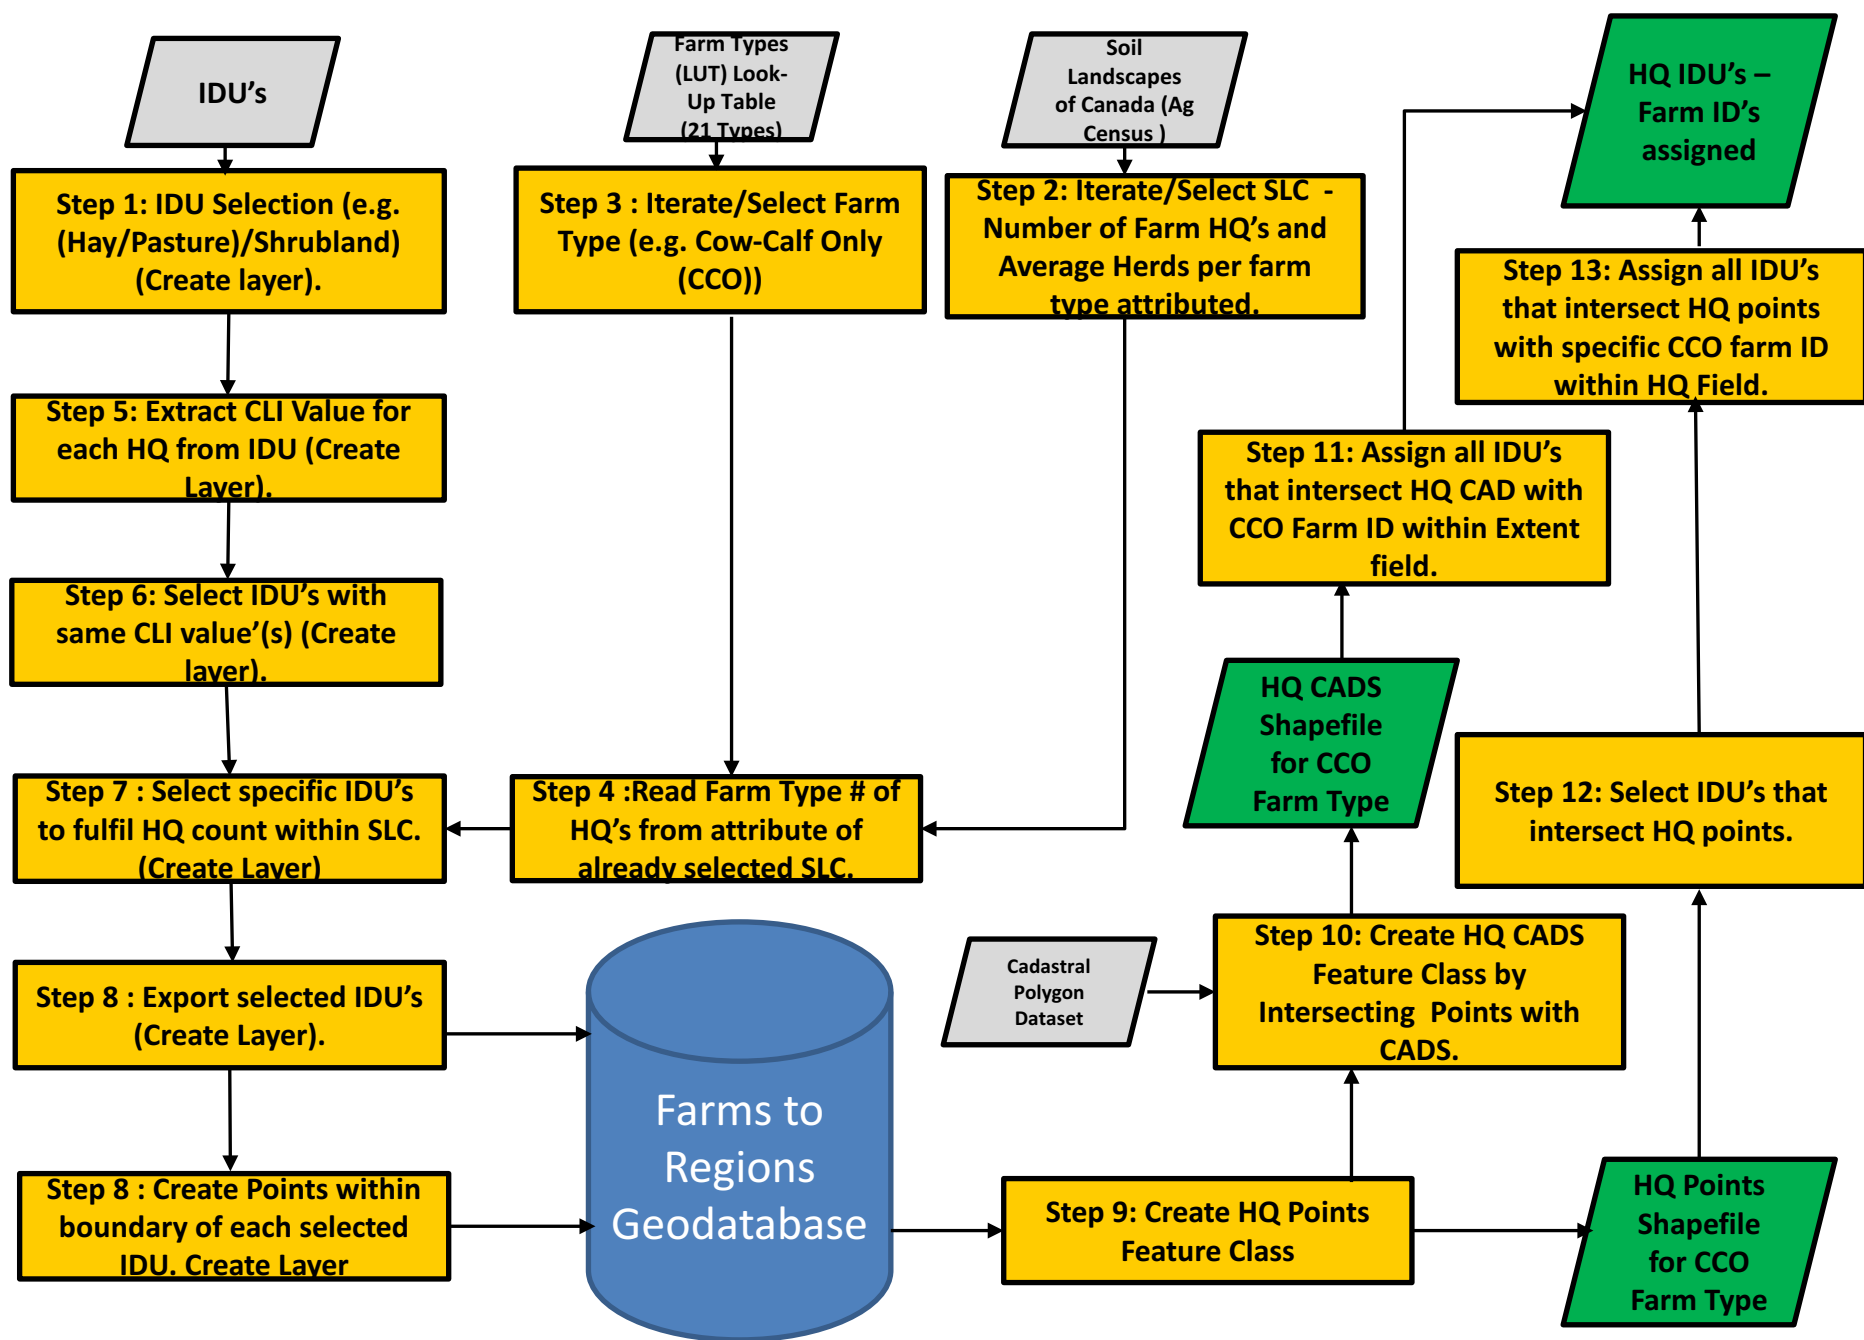 IDU's
Farm Types
(LUT) Look-
Up Table
(21 Types)
Soil
Landscapes
of Canada (Ag
Census )
HQ IDU's –
Farm ID's
assigned
Step 1: IDU Selection (e.g.
(Hay/Pasture)/Shrubland)
(Create layer).
Step 3 : Iterate/Select Farm
Type (e.g. Cow-Calf Only
(CCO))
Step 2: Iterate/Select SLC -
Number of Farm HQ's and
Average Herds per farm
type attributed.
Step 13: Assign all IDU's
that intersect HQ points
with specific CCO farm ID
within HQ Field.
Step 5: Extract CLI Value for
each HQ from IDU (Create
Layer).
Step 11: Assign all IDU's
that intersect HQ CAD with
CCO Farm ID within Extent
field.
Step 6: Select IDU's with
same CLI value'(s) (Create
layer).
HQ CADS
Shapefile
for CCO
Farm Type
Step 7 : Select specific IDU's
to fulfil HQ count within SLC.
(Create Layer)
Step 4 :Read Farm Type # of
HQ's from attribute of
already selected SLC.
Step 12: Select IDU's that
intersect HQ points.
Step 8 : Export selected IDU's
(Create Layer).
Cadastral
Polygon
Dataset
Step 10: Create HQ CADS
Feature Class by
Intersecting Points with
CADS.
Farms to
Regions
Geodatabase
Step 8 : Create Points within
boundary of each selected
IDU. Create Layer
Step 9: Create HQ Points
Feature Class
HQ Points
Shapefile
for CCO
Farm Type